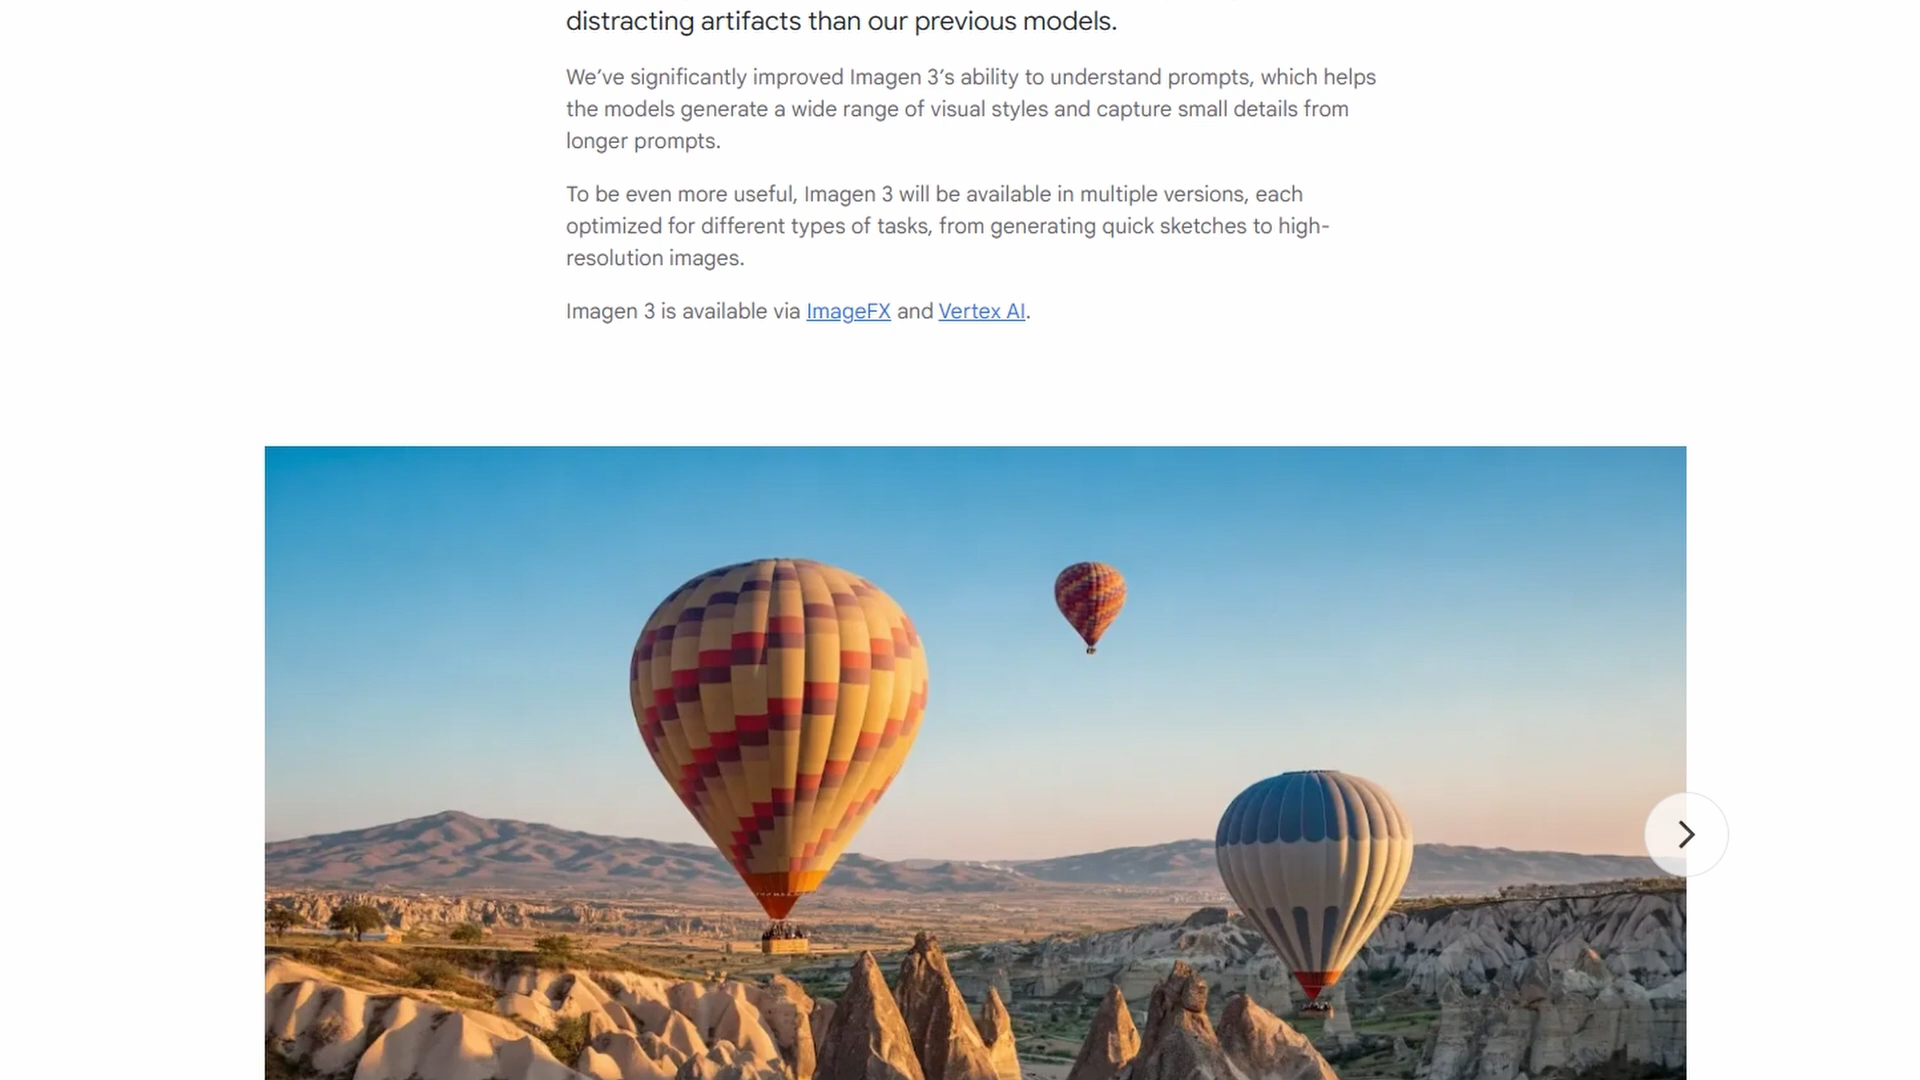 distracting artifacts than our previous models.
We’ve significantly improved Imagen 3’s ability to understand prompts, which helps
the models generate a wide range of visual styles and capture small details from
longer prompts.
To be even more useful, Imagen 3 will be available in multiple versions, each
optimized for different types of tasks, from generating quick sketches to high-
resolution images.
Imagen 3 is available via ImageFX and Vertex AI.